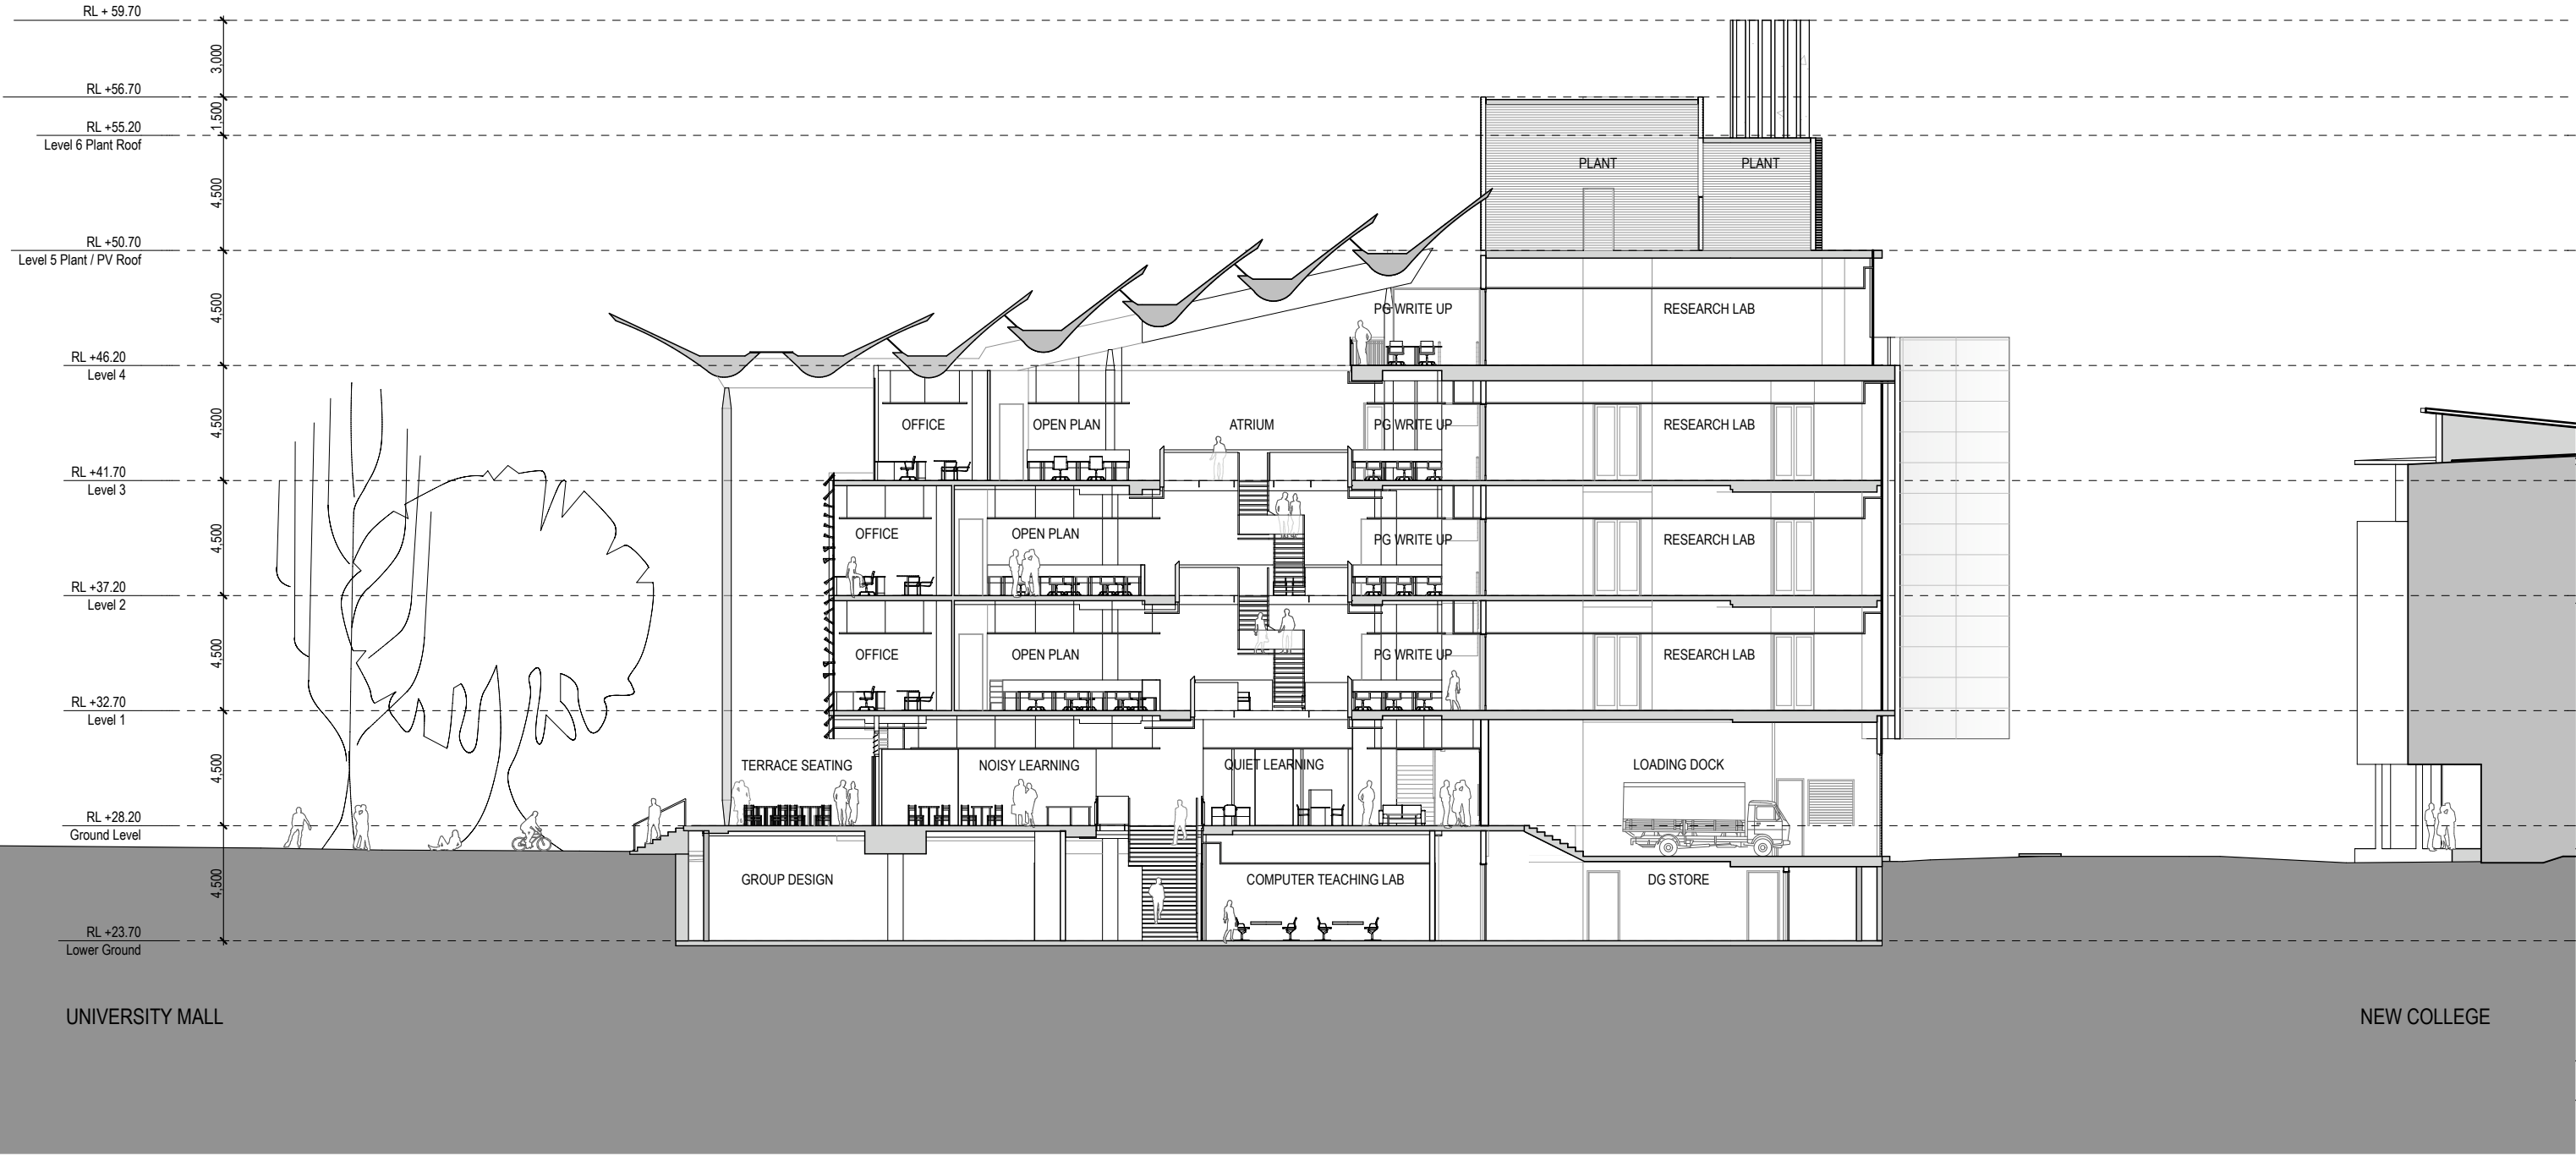 RL + 59.70
3,000
RL +56.70
1,500
RL +55.20
Level 6 Plant Roof
4,500
PLANT PLANT
RL +50.70
Level 5 Plant / PV Roof
4,500
PG WRITE UP RESEARCH LAB
RL +46.20
Level 4
4,500
OFFICE OPEN PLAN ATRIUM PG WRITE UP RESEARCH LAB
RL +41.70
Level 3
4,500
OFFICE OPEN PLAN PG WRITE UP RESEARCH LAB
RL +37.20
Level 2
4,500
OFFICE OPEN PLAN PG WRITE UP RESEARCH LAB
RL +32.70
Level 1
4,500
TERRACE SEATING NOISY LEARNING QUIET LEARNING LOADING DOCK
RL +28.20
Ground Level
4,500
GROUP DESIGN COMPUTER TEACHING LAB DG STORE
RL +23.70
Lower Ground
UNIVERSITY MALL NEW COLLEGE